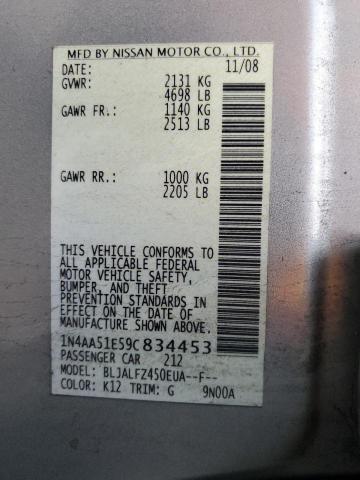 MFD BY NISSAN MOTOR CO., LTD.
DATE: 11/08
GVWR: 2131 KG
4698 LB
GAWR FR.: 1140 KG
2513 LB
GAWR RR.: 1000 KG
2205 LB
THIS VEHICLE CONFORMS TO
ALL APPLICABLE FEDERAL
MOTOR VEHICLE SAFETY,
BUMPER, AND THEFT
PREVENTION STANDARDS IN
EFFECT ON THE DATE OF
MANUFACTURE SHOWN ABOVE.
1N4AA51E59C834453
PASSENGER CAR 212
MODEL: BLJALFZ450EUA--F--
COLOR: K12 TRIM: G 9N00A